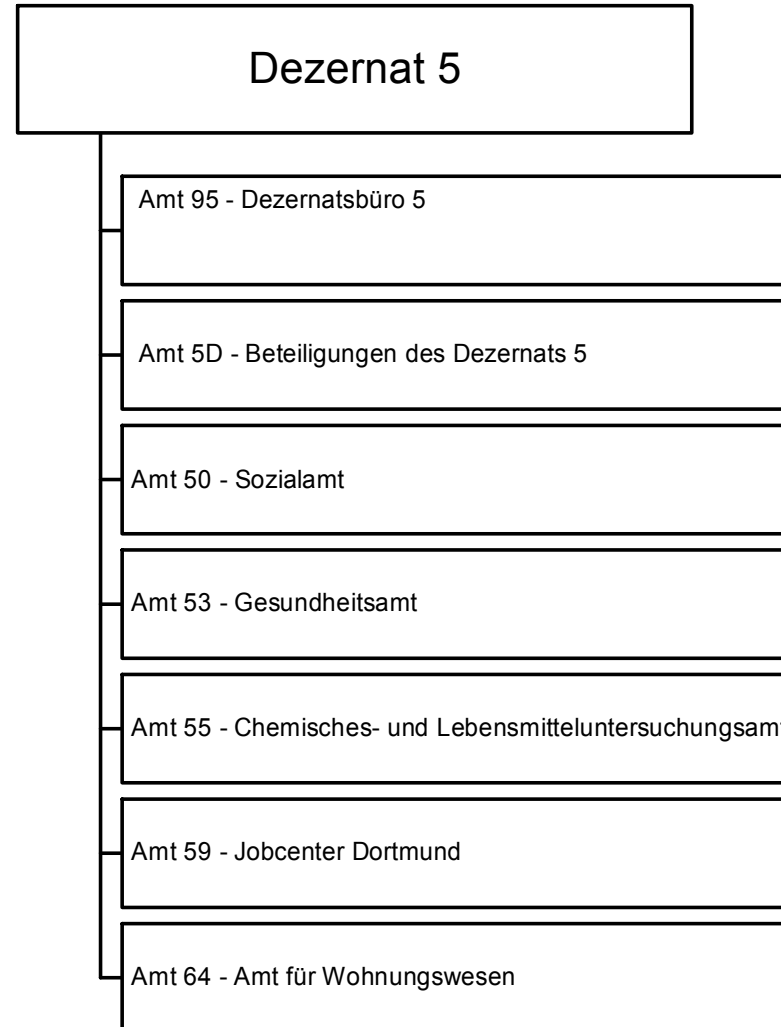 Dezernat 5
Amt 95 - Dezernatsbüro 5
Amt 5D - Beteiligungen des Dezernats 5
Amt 50 - Sozialamt
Amt 53 - Gesundheitsamt
Amt 55 - Chemisches- und Lebensmitteluntersuchungsamt
Amt 59 - Jobcenter Dortmund
Amt 64 - Amt für Wohnungswesen